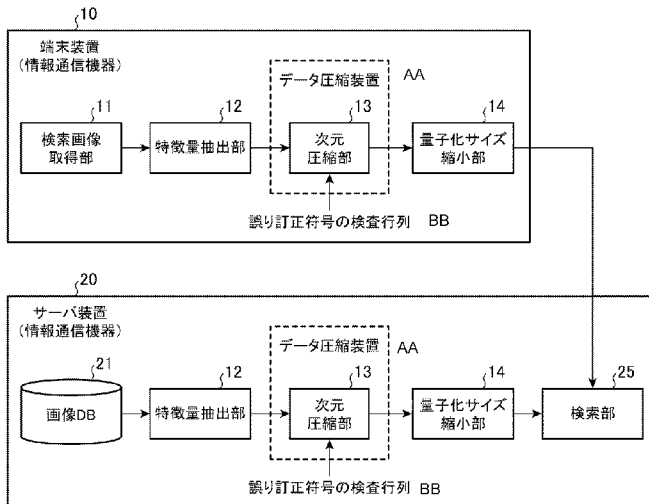 10
端末装置
(情報通信機器)
データ圧縮装置
AA
11
12
13
14
検索画像
取得部
特徴量抽出部
次元
圧縮部
量子化サイズ
縮小部
誤り訂正符号の検査行列
BB
20
サーバ装置
(情報通信機器)
データ圧縮装置
AA
21
12
13
14
25
画像DB
特徴量抽出部
次元
圧縮部
量子化サイズ
縮小部
検索部
誤り訂正符号の検査行列
BB